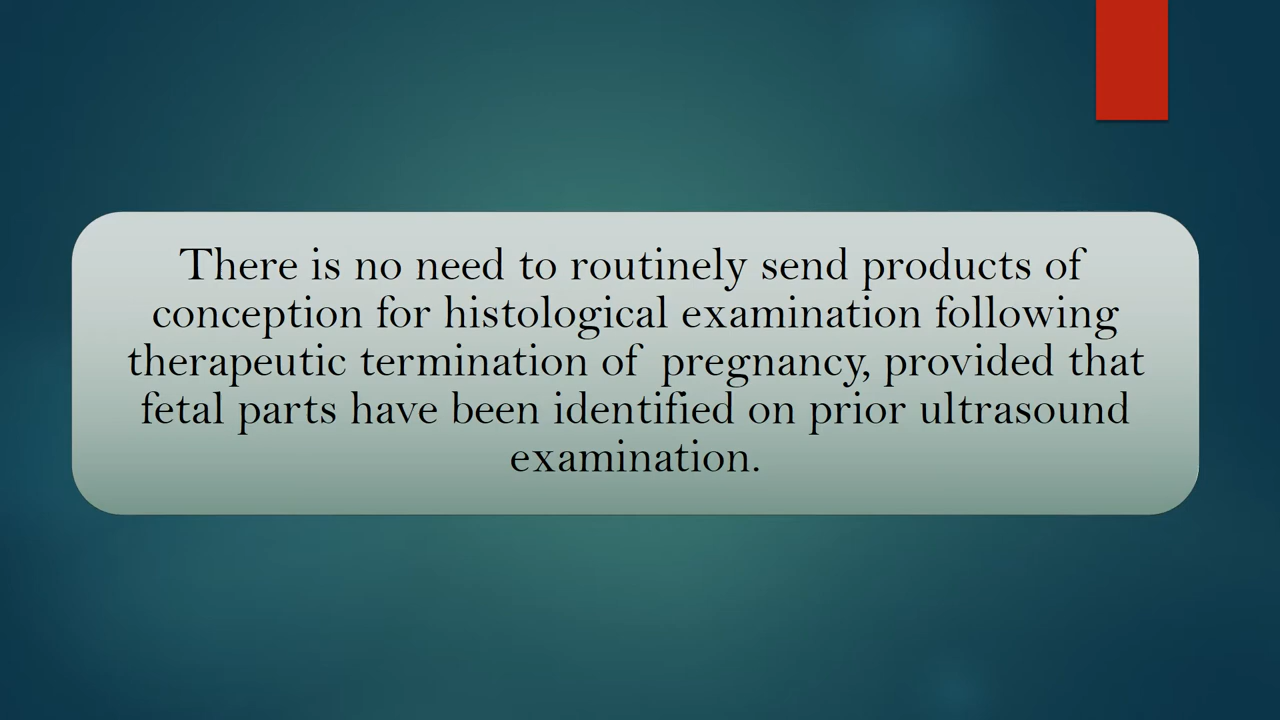 There is no need to routinely send products of
conception for histological examination following
therapeutic termination of pregnancy, provided that
fetal parts have been identified on prior ultrasound
examination.